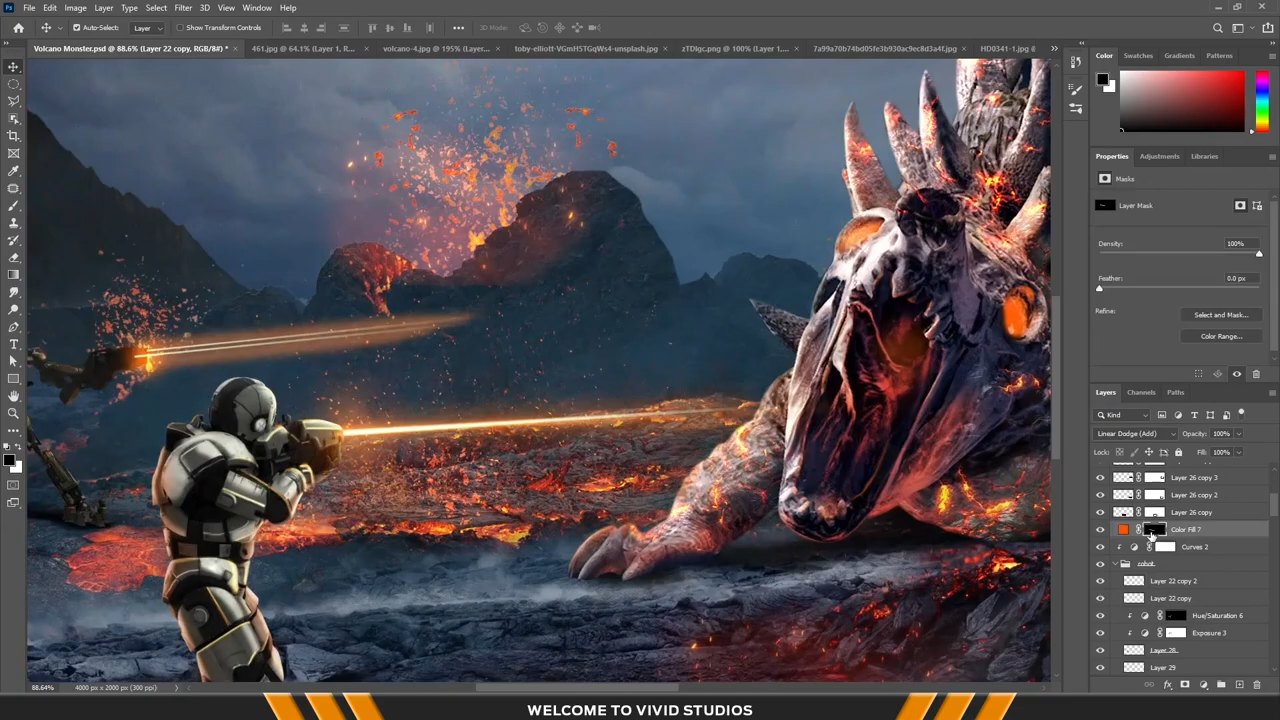 Ps File Edit Image Layer Type Select Filter 3D View Window Help
Auto-Select: Layer Show Transform Controls 3D Mode:
Volcano Monster.psd @ 88.6% (Layer 22 copy, RGB/8#) * 461.jpg @ 64.1% (Layer 1, R... volcano-4.jpg @ 195% (Layer... toby-elliott-VGmH5TGqWs4-unsplash.jpg zTDIgc.png @ 100% (Layer 1,... 7a99a70b74bd05fe3b930ac9ec8d3a4f.jpg HD0341-1.jpg @
Color Swatches Gradients Patterns
Properties Adjustments Libraries
Masks
Layer Mask
Density: 100%
Feather: 0.0 px
Refine: Select and Mask...
Color Range...
Layers Channels Paths
Kind
Linear Dodge (Add) Opacity: 100%
Lock: Fill: 100%
Layer 26 copy 3
Layer 26 copy 2
Layer 26 copy
Color Fill 7
Curves 2
robot
Layer 22 copy 2
Layer 22 copy
Hue/Saturation 6
Exposure 3
Layer 28
Layer 29
88.64% 4000 px x 2000 px (300 ppi)
WELCOME TO VIVID STUDIOS